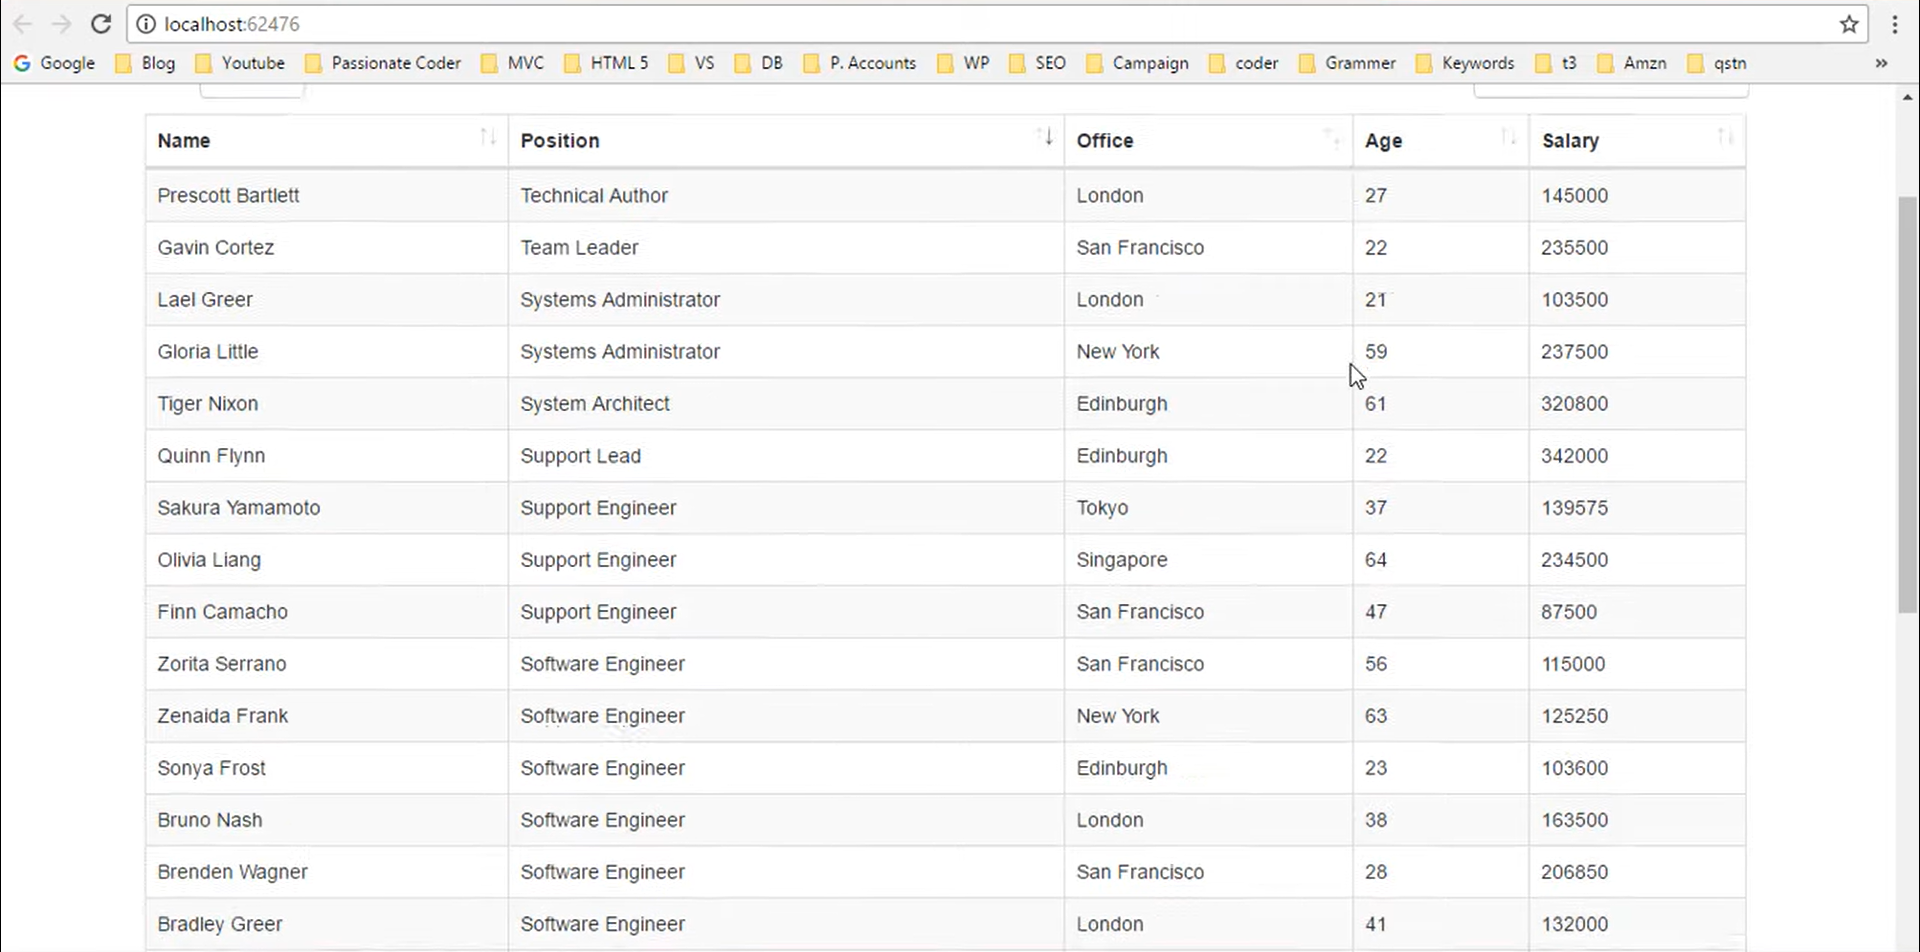 localhost:62476
Google Blog Youtube Passionate Coder MVC HTML 5 VS DB P. Accounts WP SEO Campaign coder Grammer Keywords t3 Amzn qstn »
Name Position Office Age Salary
Prescott Bartlett Technical Author London 27 145000
Gavin Cortez Team Leader San Francisco 22 235500
Lael Greer Systems Administrator London 21 103500
Gloria Little Systems Administrator New York 59 237500
Tiger Nixon System Architect Edinburgh 61 320800
Quinn Flynn Support Lead Edinburgh 22 342000
Sakura Yamamoto Support Engineer Tokyo 37 139575
Olivia Liang Support Engineer Singapore 64 234500
Finn Camacho Support Engineer San Francisco 47 87500
Zorita Serrano Software Engineer San Francisco 56 115000
Zenaida Frank Software Engineer New York 63 125250
Sonya Frost Software Engineer Edinburgh 23 103600
Bruno Nash Software Engineer London 38 163500
Brenden Wagner Software Engineer San Francisco 28 206850
Bradley Greer Software Engineer London 41 132000